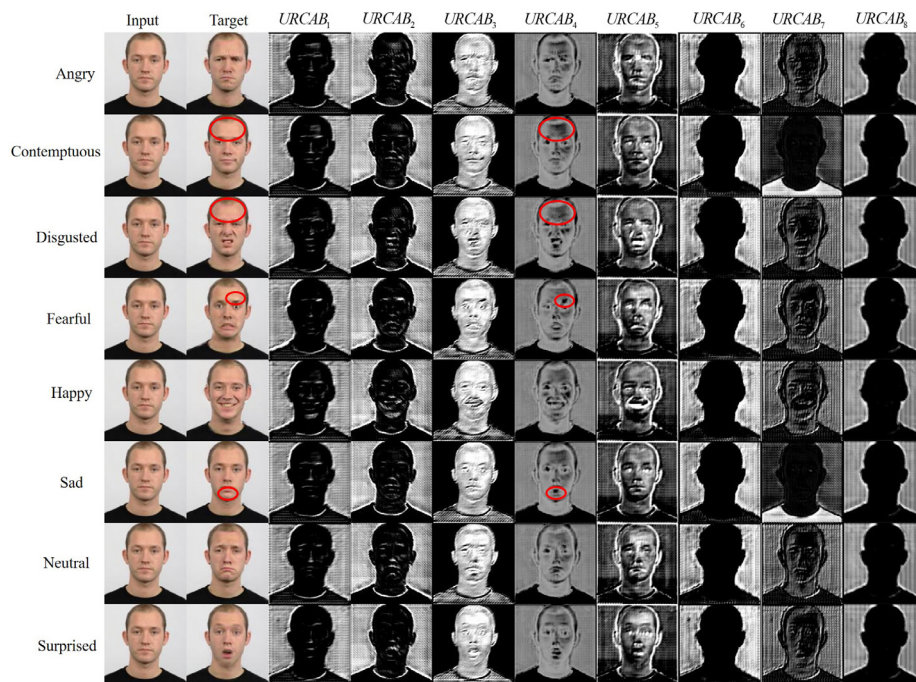 Input Target URCAB1 URCAB2 URCAB3 URCAB4 URCAB5 URCAB6 URCAB7 URCAB8
Angry
Contemptuous
Disgusted
Fearful
Happy
Sad
Neutral
Surprised